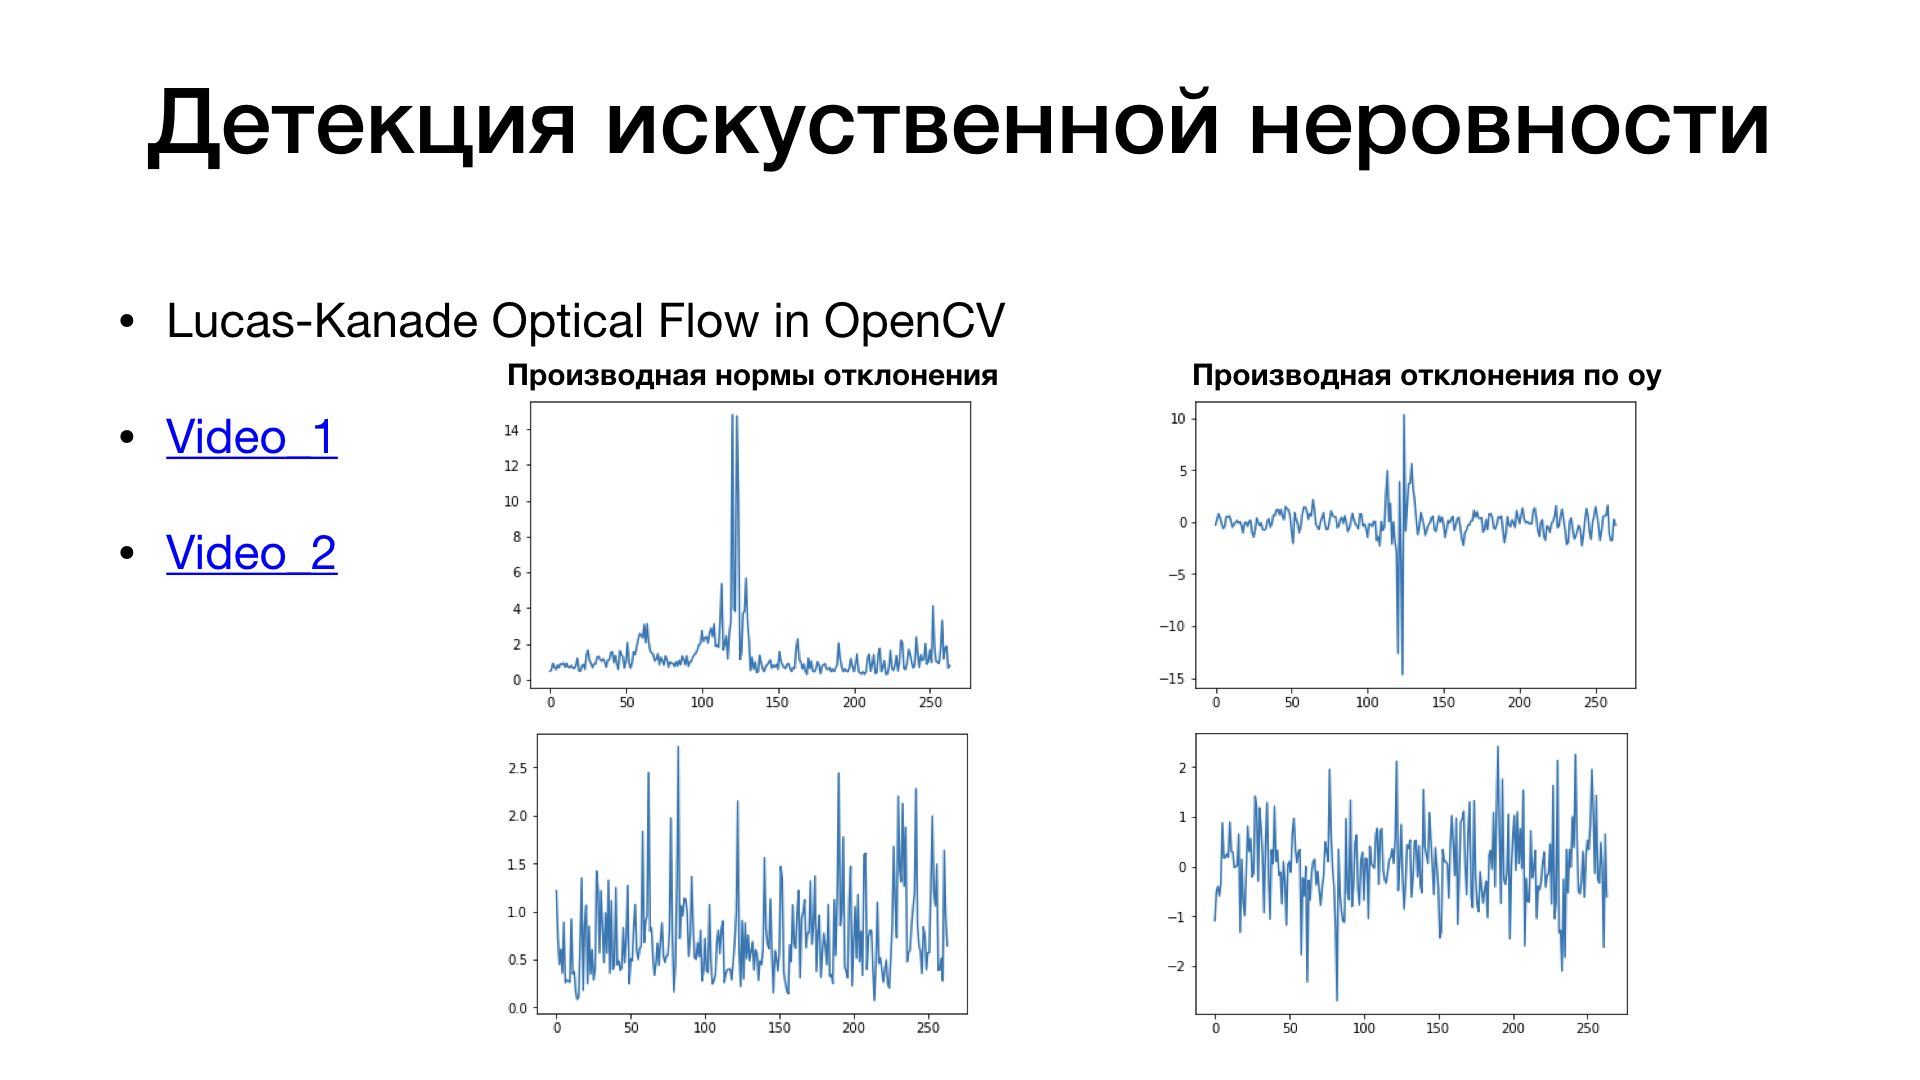 Детекция искуственной неровности
• Lucas-Kanade Optical Flow in OpenCV
• Video_1
• Video_2
Производная нормы отклонения
14
12
10
8
6
4
2
0
0 50 100 150 200 250
Производная отклонения по оу
10
5
0
−5
−10
−15
0 50 100 150 200 250
2.5
2.0
1.5
1.0
0.5
0.0
0 50 100 150 200 250
2
1
0
−1
−2
0 50 100 150 200 250